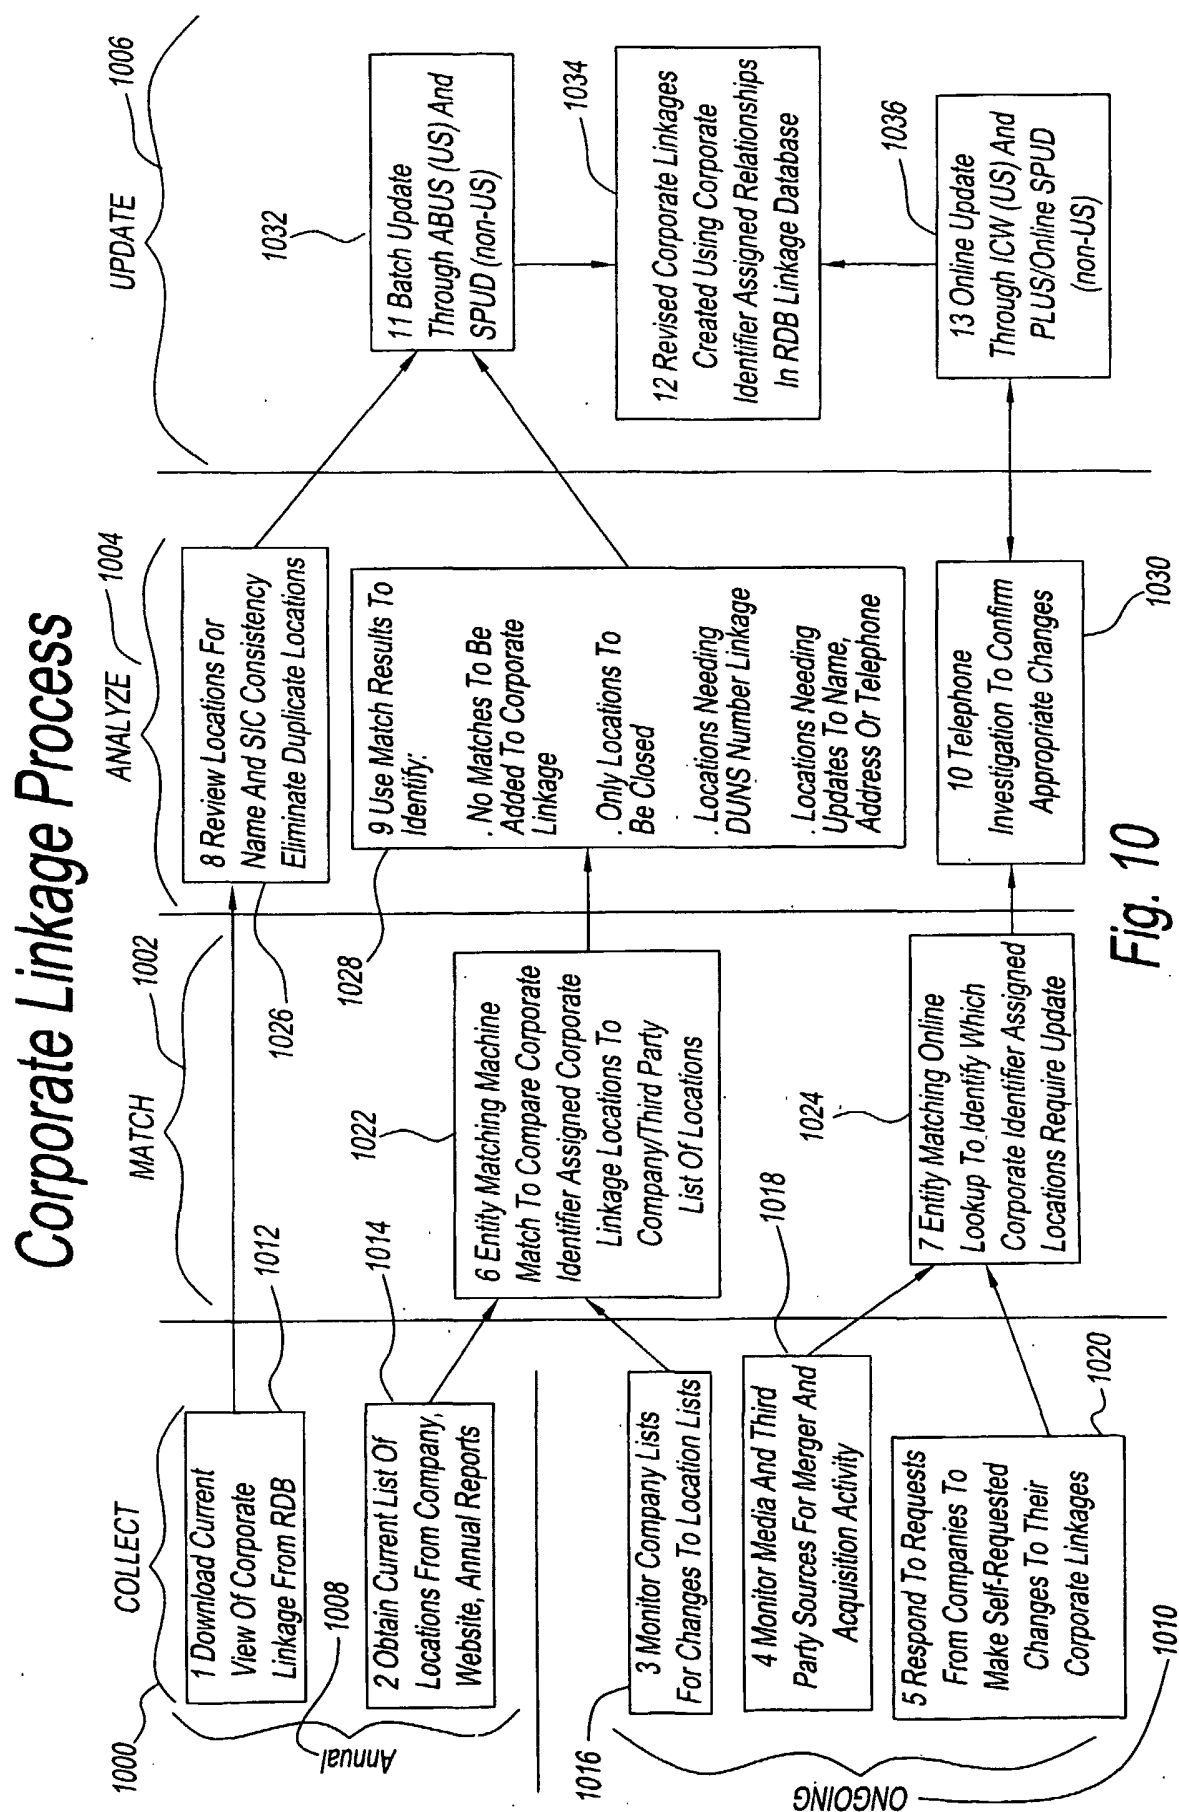 Corporate Linkage Process
COLLECT
1000
1 Download Current
View Of Corporate
Linkage From RDB
1012
2 Obtain Current List Of
Locations From Company,
Website, Annual Reports
1014
Annual
1008
3 Monitor Company Lists
For Changes To Location Lists
1016
4 Monitor Media And Third
Party Sources For Merger And
Acquisition Activity
1018
5 Respond To Requests
From Companies To
Make Self-Requested
Changes To Their
Corporate Linkages
1020
ONGOING
1010
MATCH
1002
6 Entity Matching Machine
Match To Compare Corporate
Identifier Assigned Corporate
Linkage Locations To
Company/Third Party
List Of Locations
1022
7 Entity Matching Online
Lookup To Identify Which
Corporate Identifier Assigned
Locations Require Update
1024
ANALYZE
1004
8 Review Locations For
Name And SIC Consistency
Eliminate Duplicate Locations
1026
9 Use Match Results To
Identify:
. No Matches To Be
Added To Corporate
Linkage
. Only Locations To
Be Closed
. Locations Needing
DUNS Number Linkage
. Locations Needing
Updates To Name,
Address Or Telephone
1028
10 Telephone
Investigation To Confirm
Appropriate Changes
1030
UPDATE
1006
11 Batch Update
Through ABUS (US) And
SPUD (non-US)
1032
12 Revised Corporate Linkages
Created Using Corporate
Identifier Assigned Relationships
In RDB Linkage Database
1034
13 Online Update
Through ICW (US) And
PLUS/Online SPUD
(non-US)
1036
Fig. 10